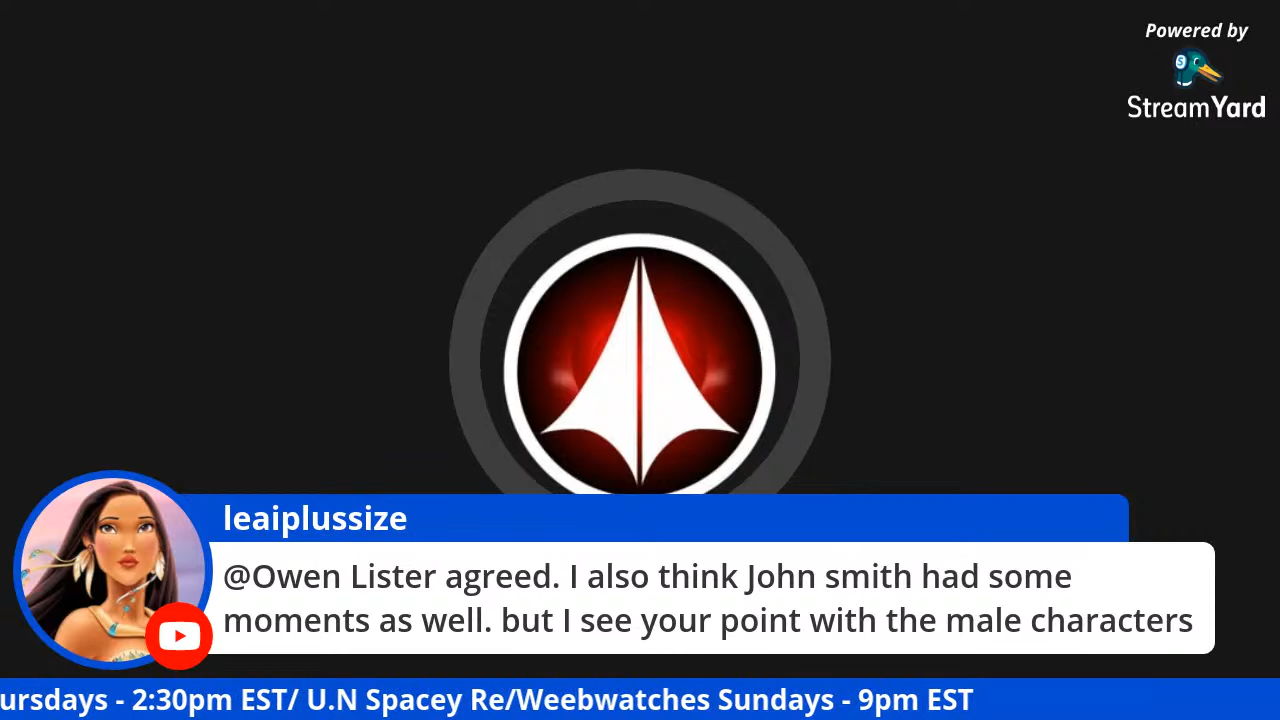 Powered by
StreamYard
leaiplussize
@Owen Lister agreed. I also think John smith had some
moments as well. but I see your point with the male characters
ursdays - 2:30pm EST/ U.N Spacey Re/Weebwatches Sundays - 9pm EST